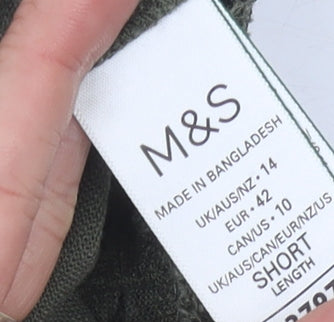 M&S
MADE IN BANGLADESH
UK/AUS/NZ • 14
EUR • 42
CAN/US • 10
UK/AUS/CAN/EUR/NZ/US
SHORT
LENGTH